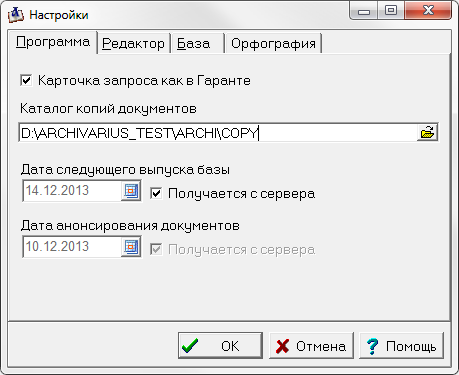 Настройки
Программа Редактор База Орфография
Карточка запроса как в Гаранте
Каталог копий документов
D:\ARCHIVARIUS_TEST\ARCHI\COPY
Дата следующего выпуска базы
14.12.2013 Получается с сервера
Дата анонсирования документов
10.12.2013 Получается с сервера
OK Отмена ? Помощь